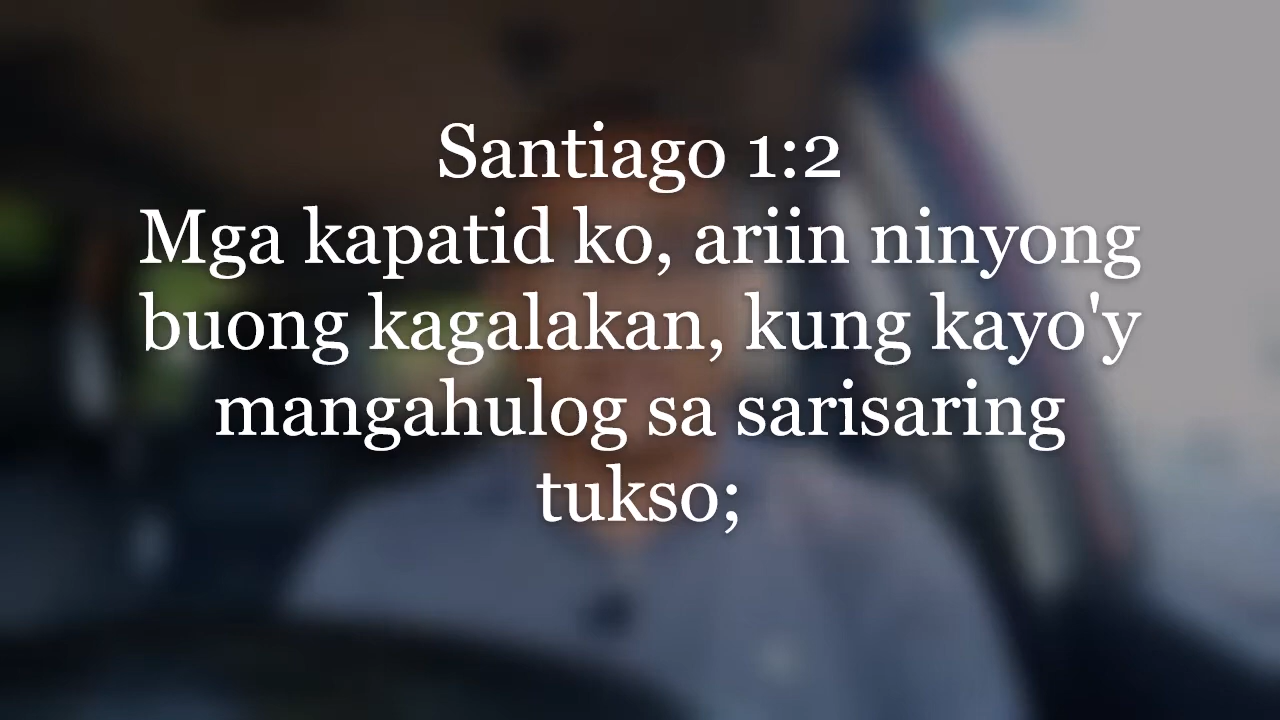 Santiago 1:2
Mga kapatid ko, ariin ninyong
buong kagalakan, kung kayo'y
mangahulog sa sarisaring
tukso;